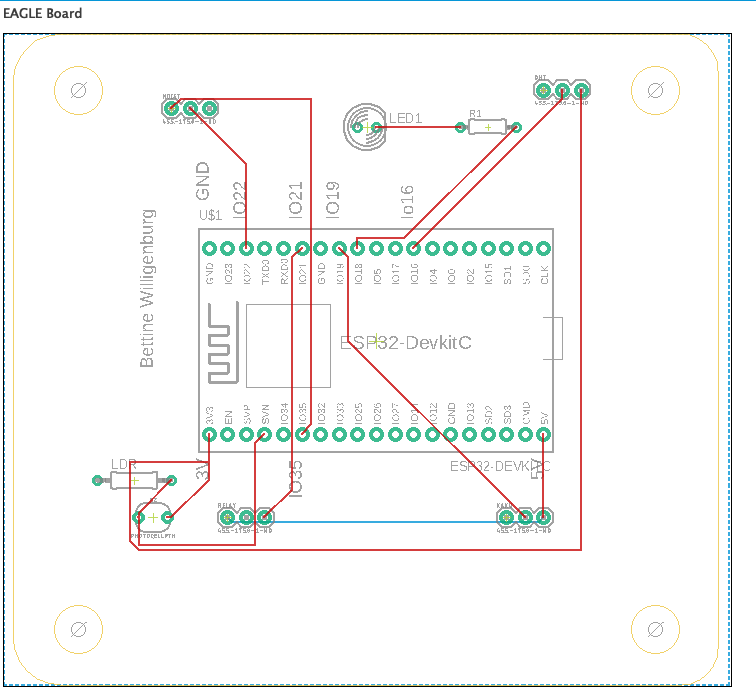 EAGLE Board
MOIST
455-1750-1-ND
LED1
R1
DHT
455-1750-1-ND
GND
IO22
IO21
IO19
Io16
U$1
Bettine Willigenburg
GND IO23 IO22 TXD0 RXD0 IO21 GND IO19 IO18 IO5 IO17 IO16 IO4 IO0 IO2 IO15 SD1 SD0 CLK
ESP32-DevkitC
3V3 EN SVP SVN IO34 IO35 IO32 IO33 IO25 IO26 IO27 IO14 IO12 GND IO13 SD2 SD3 CMD 5V
LDR
3V
IO35
ESP32-DEVKITC
5V
PHOTOCELLPTH
RELAY
455-1750-1-ND
455-1750-1-ND